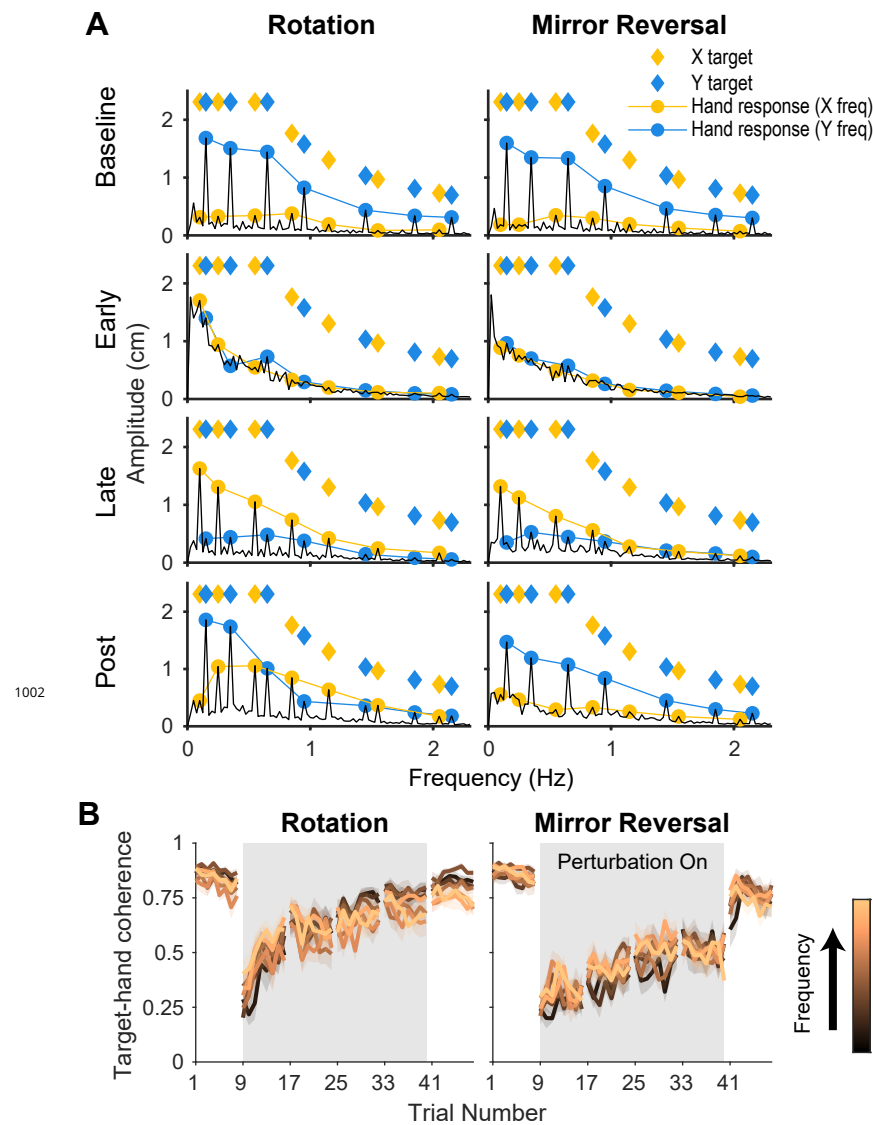 A
Rotation
Mirror Reversal
X target
Y target
Hand response (X freq)
Hand response (Y freq)
Baseline
2
1
0
Early
2
1
0
Late
2
1
0
Post
2
1
0
Amplitude (cm)
0
1
2
0
1
2
Frequency (Hz)
1002
B
Rotation
Mirror Reversal
Perturbation On
1
0.75
0.5
0.25
0
Target-hand coherence
1
9
17
25
33
41
1
9
17
25
33
41
Trial Number
Frequency